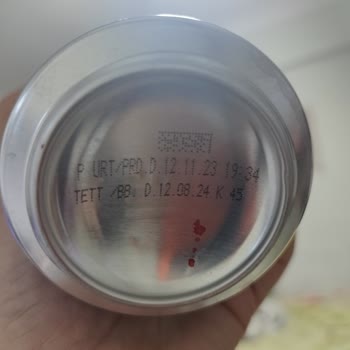 P URT/PRD.D.12.11.23 19:34
TETT /BB. D.12.08.24 K 45